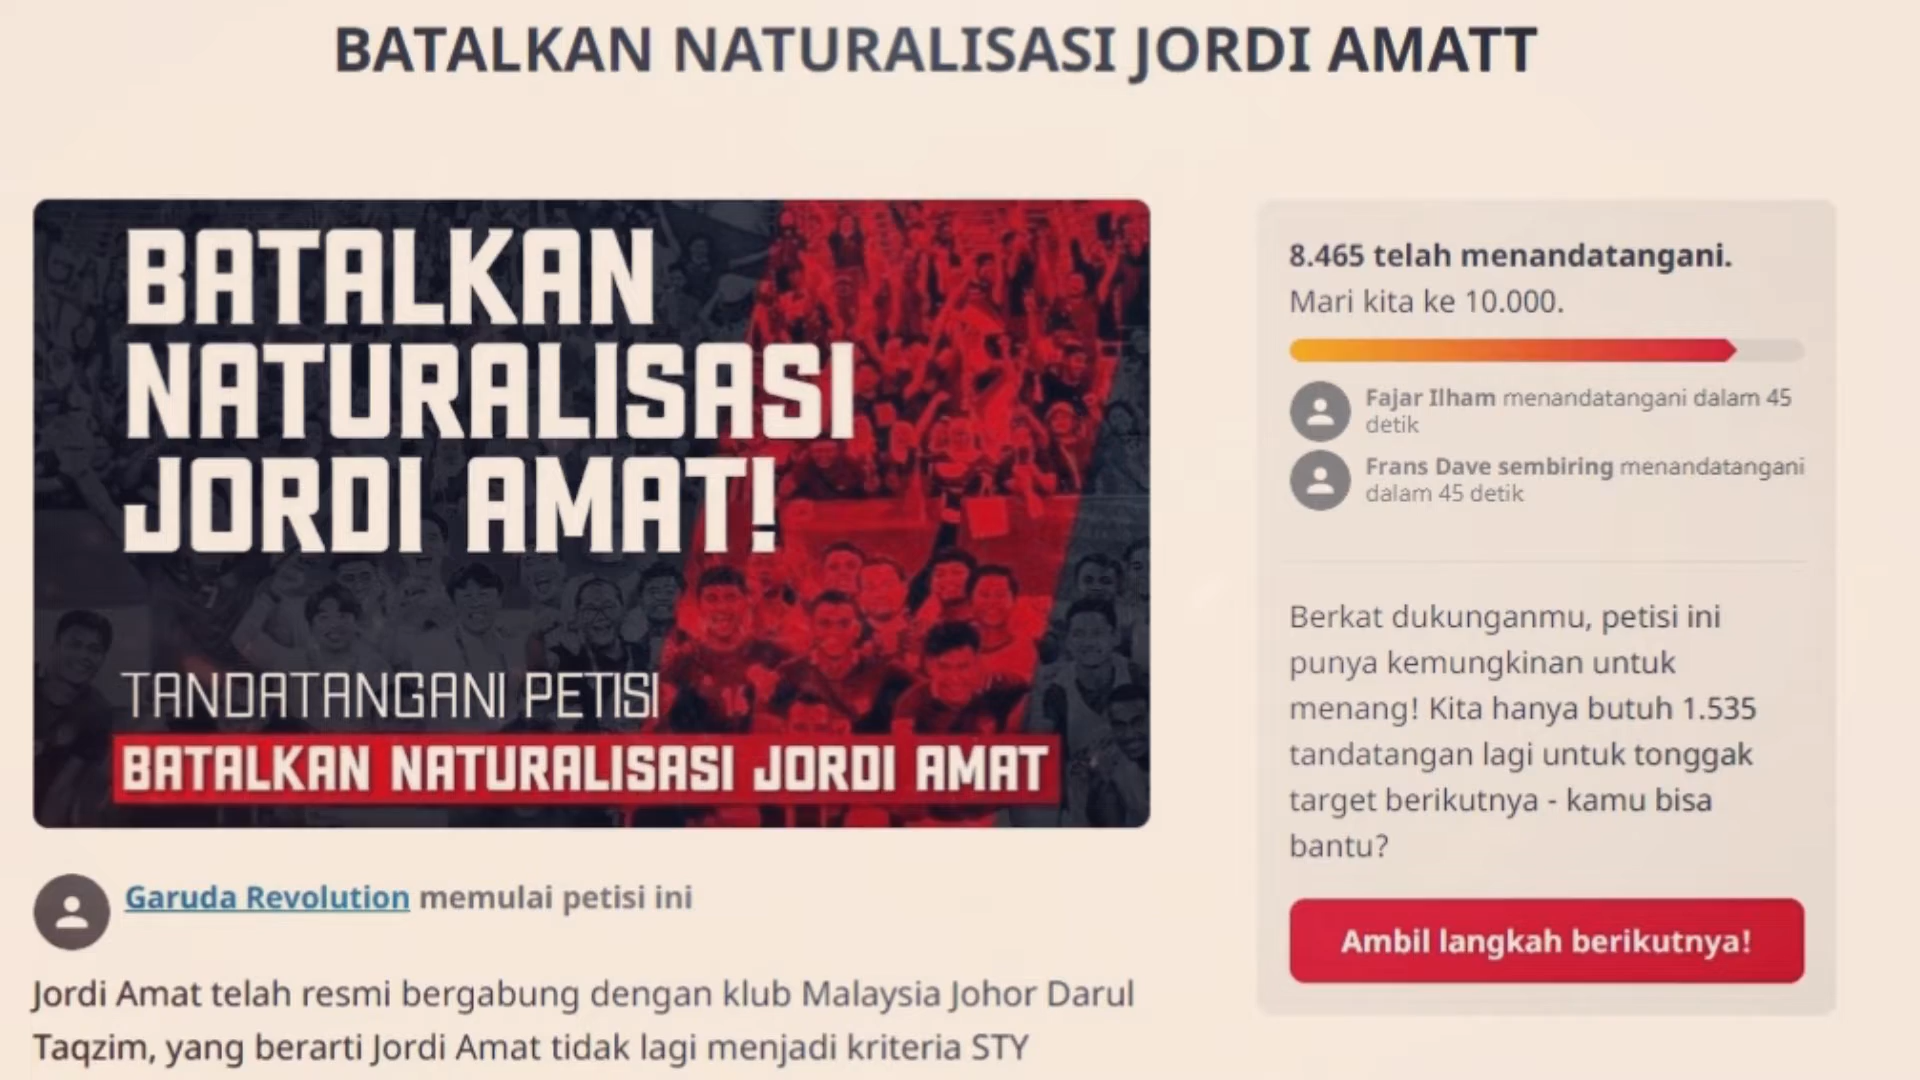 BATALKAN NATURALISASI JORDI AMATT
BATALKAN
NATURALISASI
JORDI AMAT!
TANDATANGANI PETISI
BATALKAN NATURALISASI JORDI AMAT
Garuda Revolution memulai petisi ini
Jordi Amat telah resmi bergabung dengan klub Malaysia Johor Darul
Taqzim, yang berarti Jordi Amat tidak lagi menjadi kriteria STY
8.465 telah menandatangani.
Mari kita ke 10.000.
Fajar Ilham menandatangani dalam 45
detik
Frans Dave sembiring menandatangani
dalam 45 detik
Berkat dukunganmu, petisi ini
punya kemungkinan untuk
menang! Kita hanya butuh 1.535
tandatangan lagi untuk tonggak
target berikutnya - kamu bisa
bantu?
Ambil langkah berikutnya!